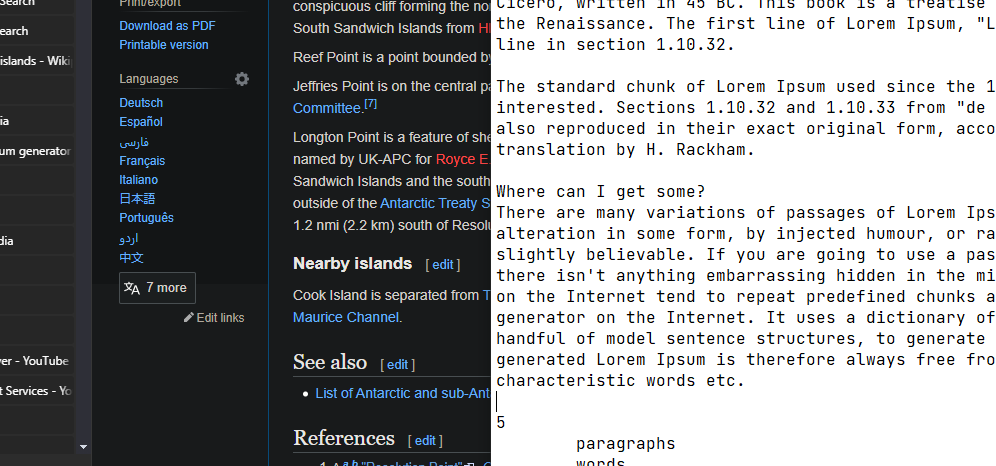 Search
earch
islands - Wiki
ia
um generator
dia
ver - YouTube
t Services - Yo
Print/export
Download as PDF
Printable version
Languages
Deutsch
Español
فارسی
Français
Italiano
日本語
Português
اردو
中文
7 more
Edit links
conspicuous cliff forming the no
South Sandwich Islands from H
Reef Point is a point bounded by
Jeffries Point is on the central pa
Committee.[7]
Longton Point is a feature of she
named by UK-APC for Royce E.
Sandwich Islands and the south
outside of the Antarctic Treaty S
1.2 nmi (2.2 km) south of Resolu
Nearby islands [ edit ]
Cook Island is separated from T
Maurice Channel.
See also [ edit ]
List of Antarctic and sub-Ant
References [ edit ]
"Resolution Point"
Cicero, written in 45 BC. This book is a treatise
the Renaissance. The first line of Lorem Ipsum, "L
line in section 1.10.32.
The standard chunk of Lorem Ipsum used since the 1
interested. Sections 1.10.32 and 1.10.33 from "de
also reproduced in their exact original form, acco
translation by H. Rackham.
Where can I get some?
There are many variations of passages of Lorem Ips
alteration in some form, by injected humour, or ra
slightly believable. If you are going to use a pas
there isn't anything embarrassing hidden in the mi
on the Internet tend to repeat predefined chunks a
generator on the Internet. It uses a dictionary of
handful of model sentence structures, to generate
generated Lorem Ipsum is therefore always free fro
characteristic words etc.
5
paragraphs
words